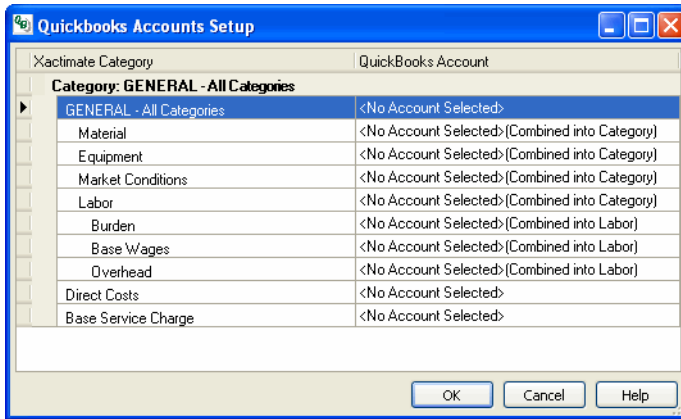 Quickbooks Accounts Setup
Xactimate Category QuickBooks Account
Category: GENERAL - All Categories
GENERAL - All Categories <No Account Selected>
Material <No Account Selected>(Combined into Category)
Equipment <No Account Selected>(Combined into Category)
Market Conditions <No Account Selected>(Combined into Category)
Labor <No Account Selected>(Combined into Category)
Burden <No Account Selected>(Combined into Labor)
Base Wages <No Account Selected>(Combined into Labor)
Overhead <No Account Selected>(Combined into Labor)
Direct Costs <No Account Selected>
Base Service Charge <No Account Selected>
OK Cancel Help